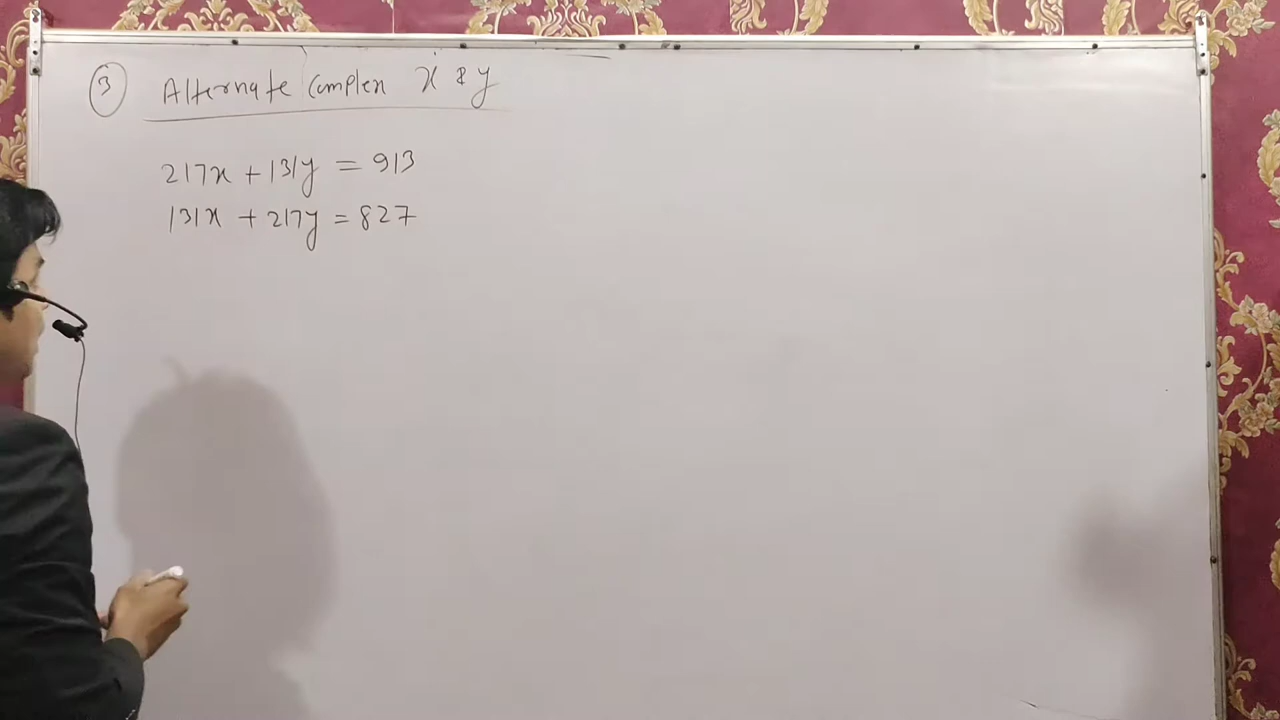 3 Alternate Complex x & y
217x + 131y = 913
131x + 217y = 827